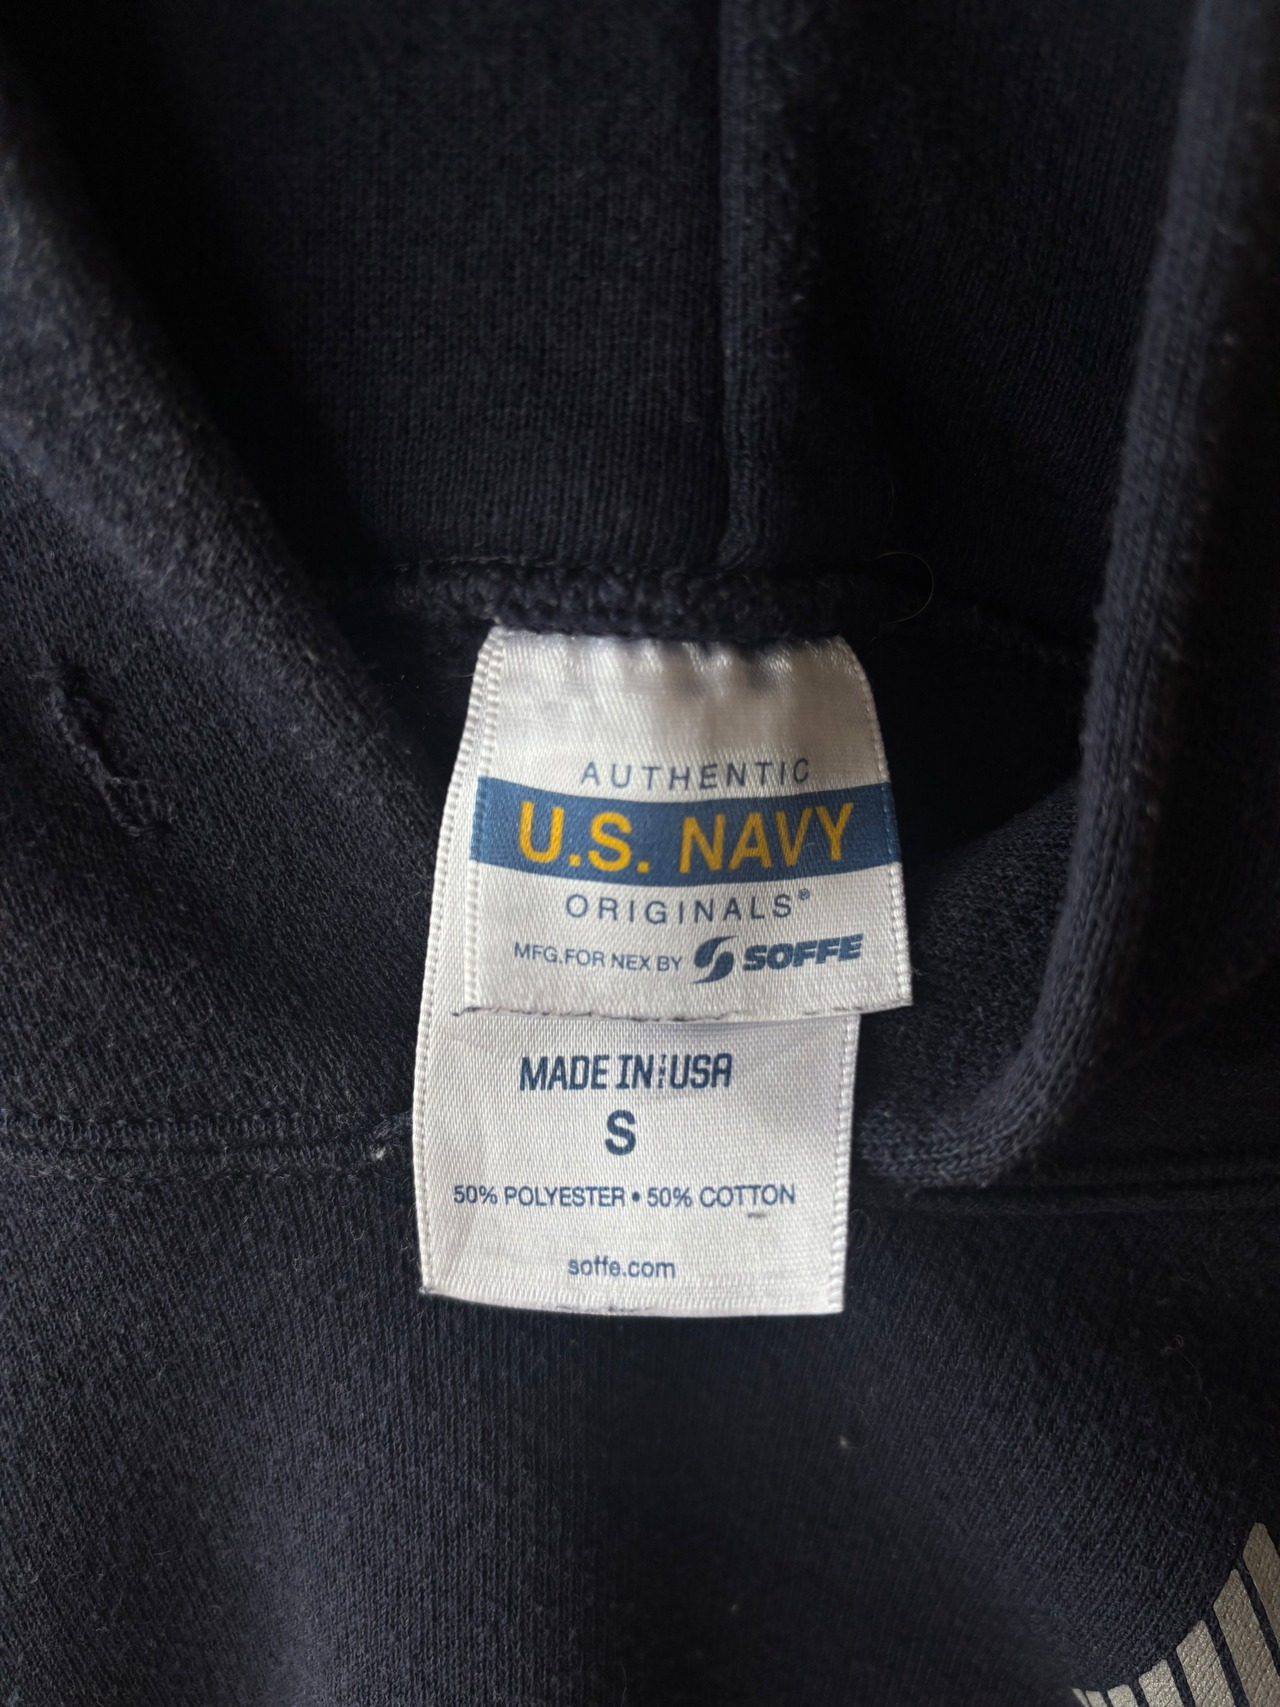 AUTHENTIC
U.S. NAVY
ORIGINALS®
MFG.FOR NEX BY SOFFE
MADE IN USA
S
50% POLYESTER • 50% COTTON
soffe.com